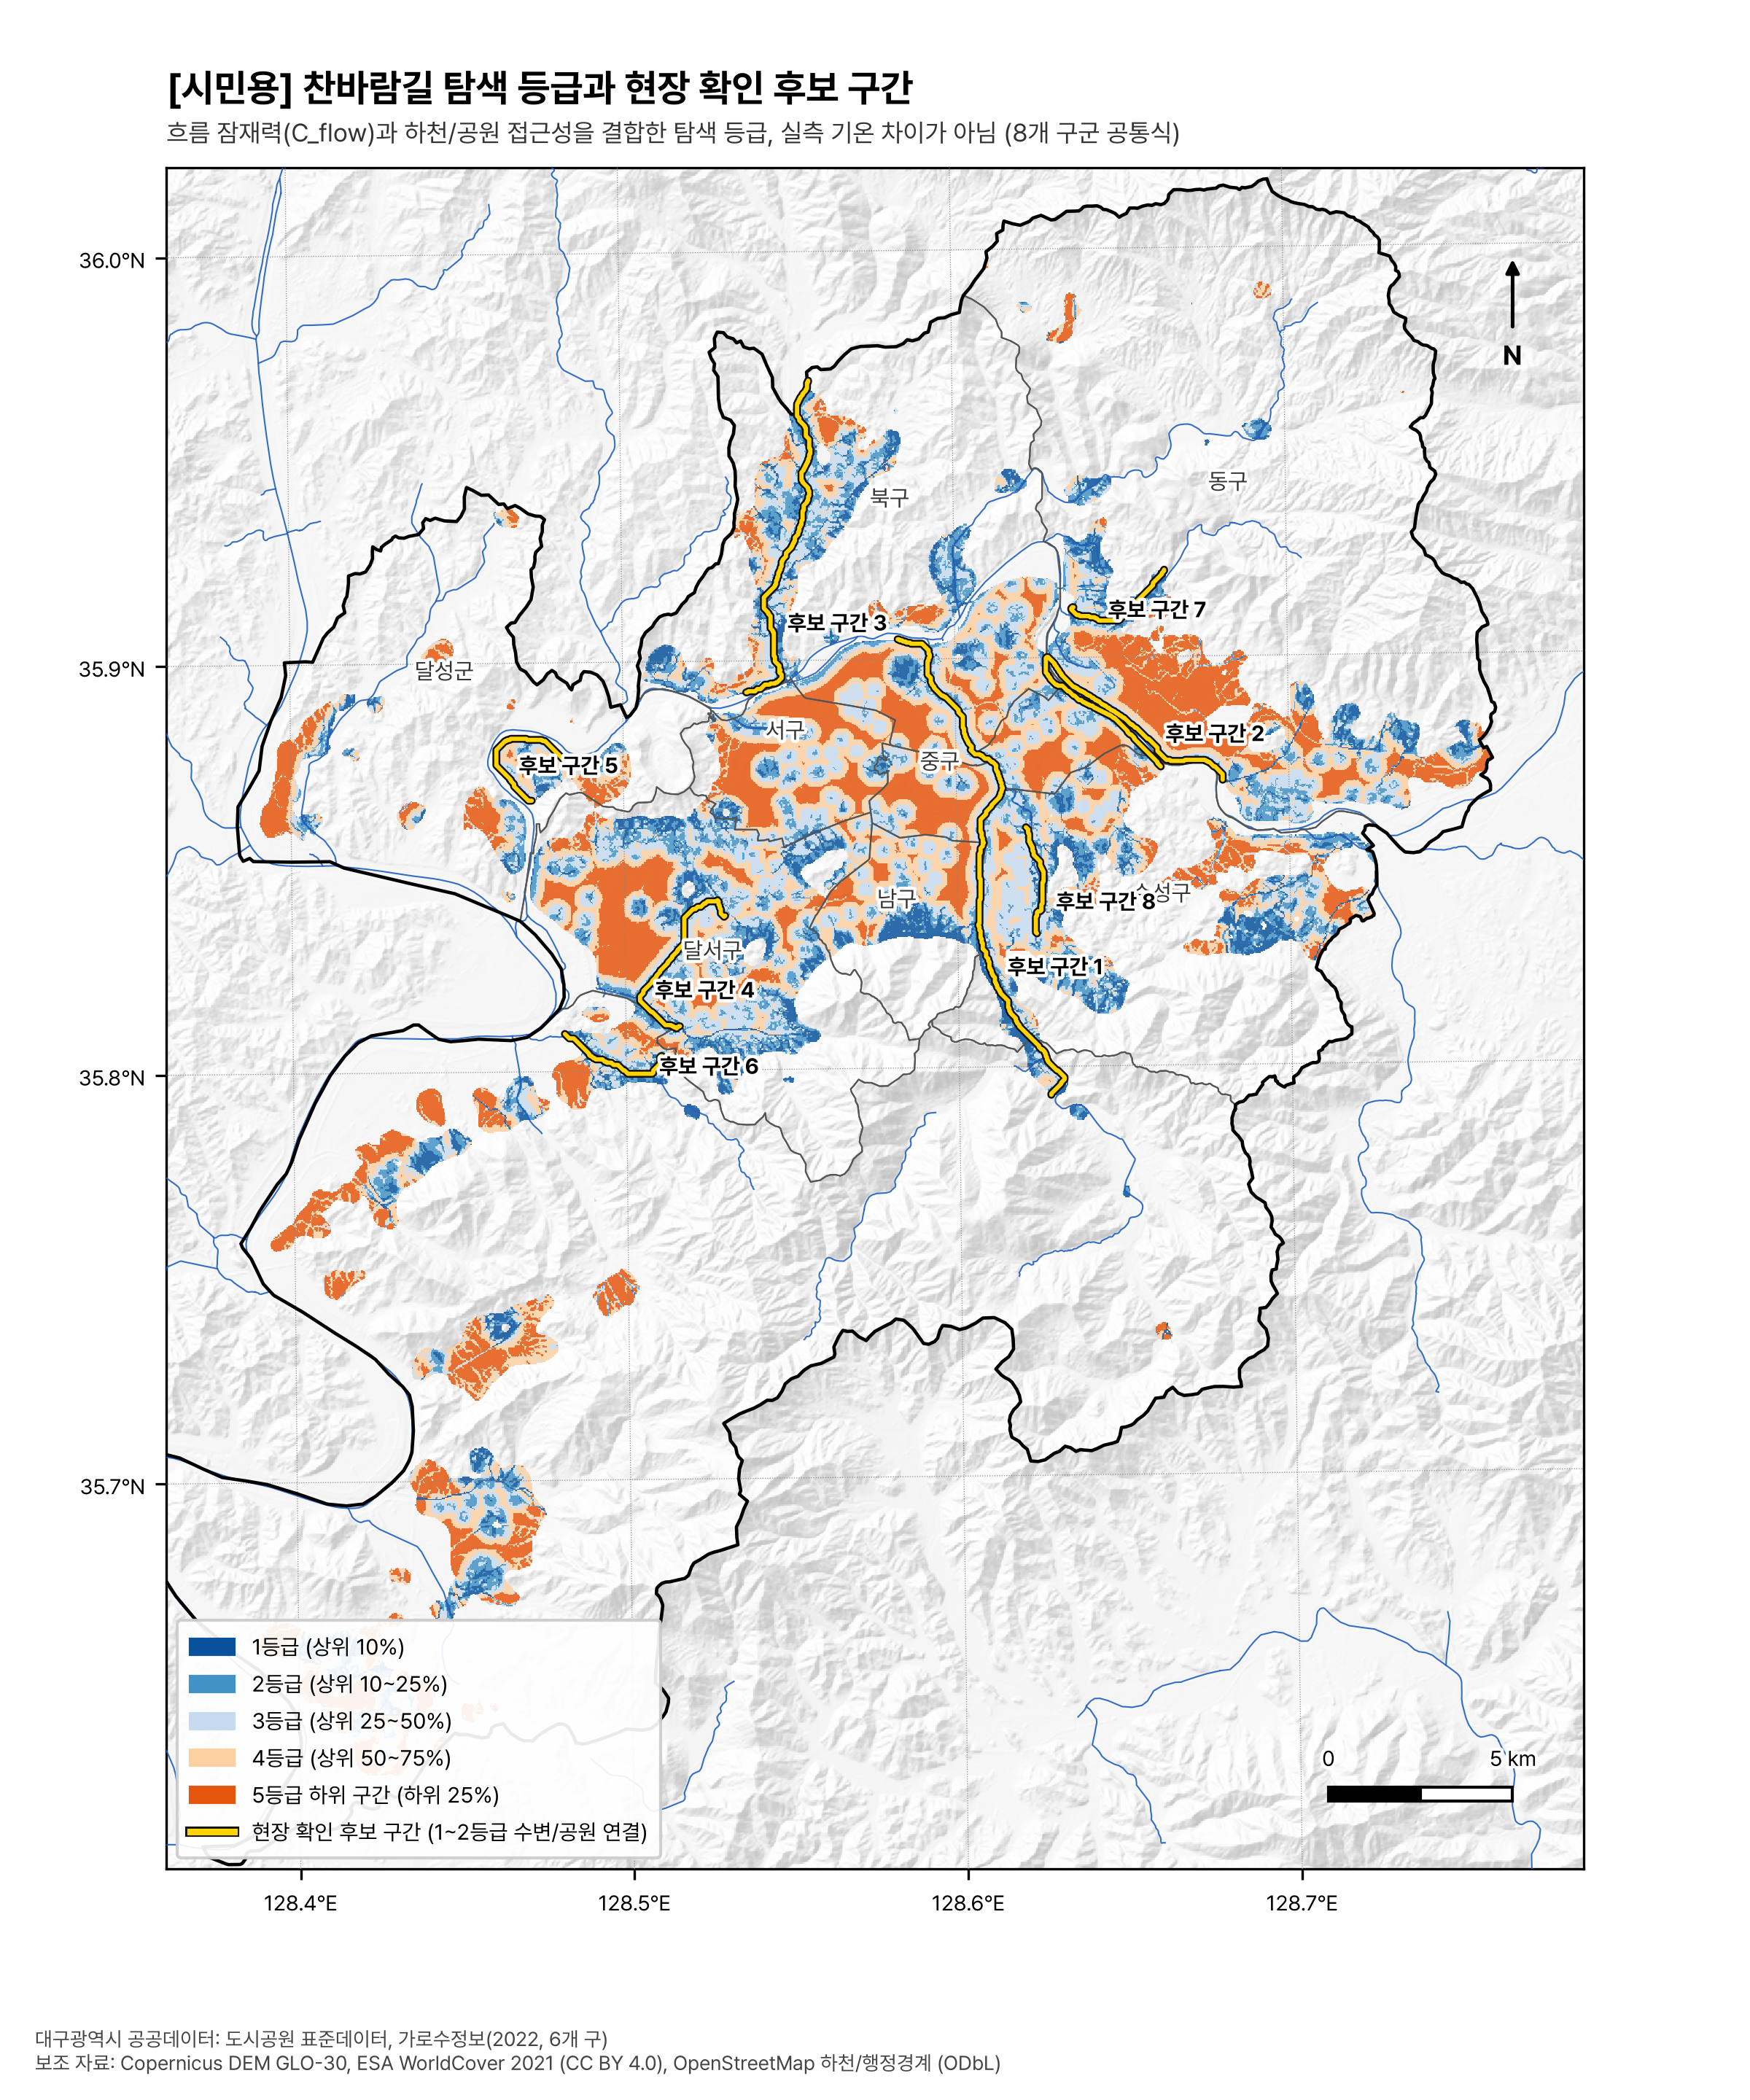 [시민용] 찬바람길 탐색 등급과 현장 확인 후보 구간
흐름 잠재력(C_flow)과 하천/공원 접근성을 결합한 탐색 등급, 실측 기온 차이가 아님 (8개 구군 공통식)
36.0°N
N
동구
북구
후보 구간 7
후보 구간 3
35.9°N
달성군
서구
후보 구간 2
중구
후보 구간 5
남구
후보 구간 8
성구
달서구
후보 구간 1
후보 구간 4
후보 구간 6
35.8°N
35.7°N
1등급 (상위 10%)
2등급 (상위 10~25%)
3등급 (상위 25~50%)
4등급 (상위 50~75%)
5등급 하위 구간 (하위 25%)
현장 확인 후보 구간 (1~2등급 수변/공원 연결)
0 5 km
128.4°E 128.5°E 128.6°E 128.7°E
대구광역시 공공데이터: 도시공원 표준데이터, 가로수정보(2022, 6개 구)
보조 자료: Copernicus DEM GLO-30, ESA WorldCover 2021 (CC BY 4.0), OpenStreetMap 하천/행정경계 (ODbL)